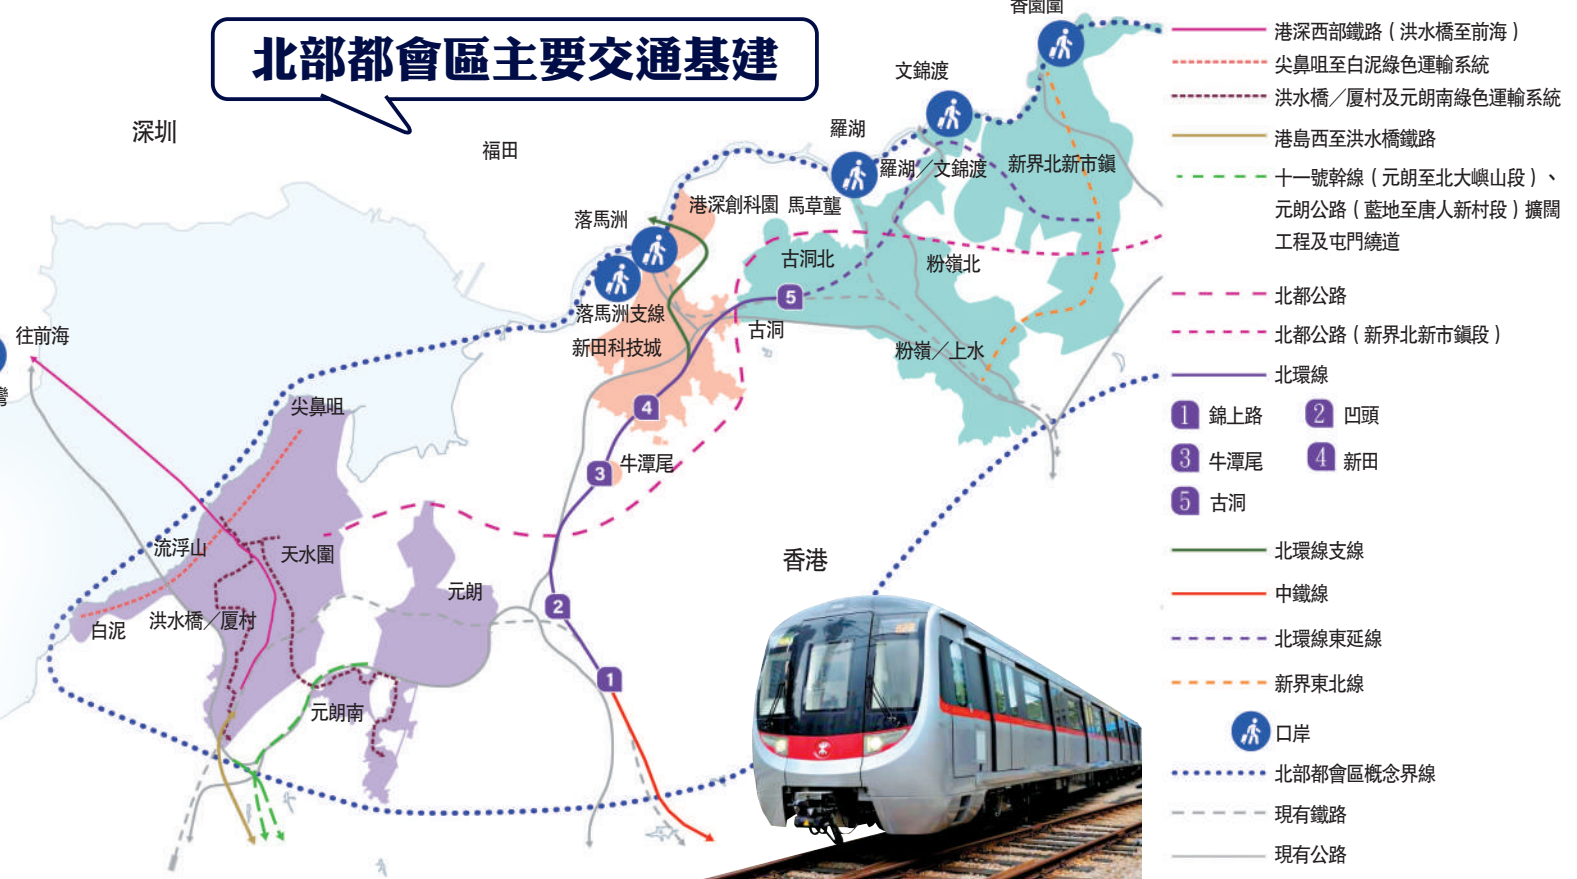 北部都會區主要交通基建
深圳
福田
香園圍
文錦渡
羅湖
羅湖／文錦渡
新界北新市鎮
港深創科園
馬草壟
落馬洲
古洞北
粉嶺北
落馬洲支線
新田科技城
古洞
粉嶺／上水
往前海
灣
尖鼻咀
牛潭尾
流浮山
天水圍
元朗
香港
白泥
洪水橋／厦村
元朗南
5
4
3
2
1
港深西部鐵路（洪水橋至前海）
尖鼻咀至白泥綠色運輸系統
洪水橋／厦村及元朗南綠色運輸系統
港島西至洪水橋鐵路
十一號幹線（元朗至北大嶼山段）、
元朗公路（藍地至唐人新村段）擴闊
工程及屯門繞道
北都公路
北都公路（新界北新市鎮段）
北環線
1 錦上路 2 凹頭
3 牛潭尾 4 新田
5 古洞
北環線支線
中鐵線
北環線東延線
新界東北線
口岸
北部都會區概念界線
現有鐵路
現有公路